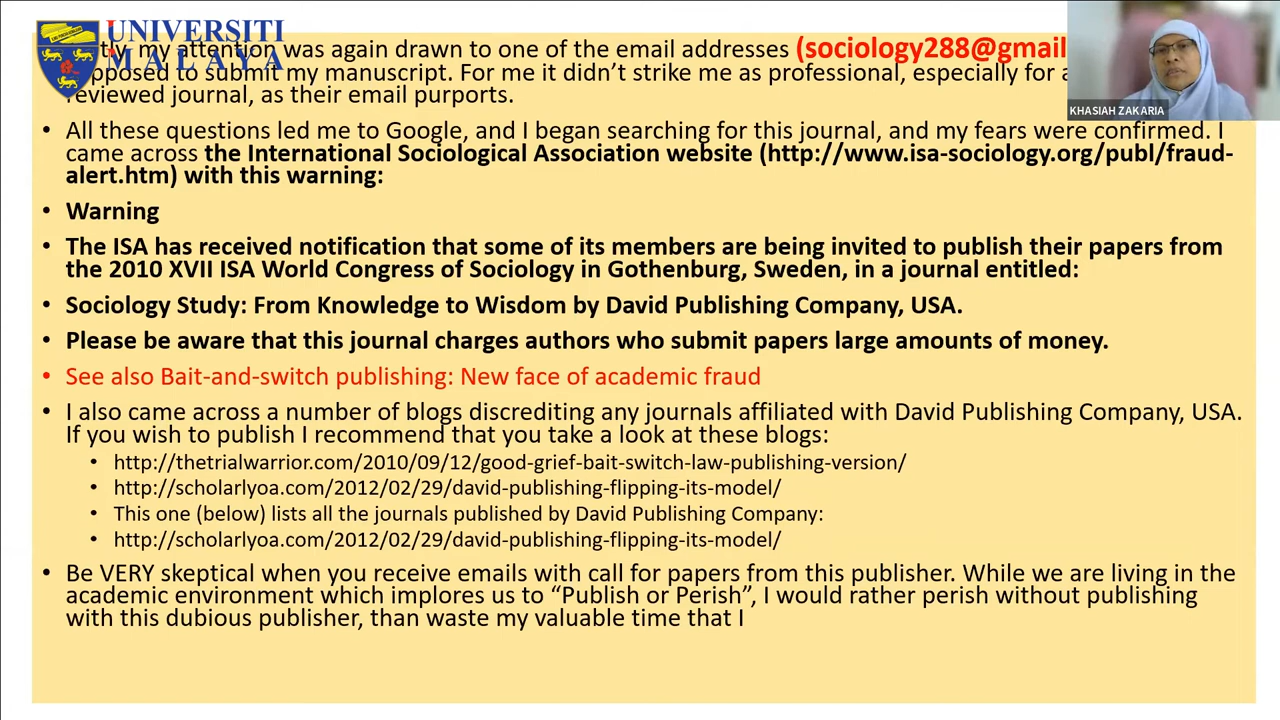 UNIVERSITI
MALAYA
my attention was again drawn to one of the email addresses (sociology288@gmail
to submit my manuscript. For me it didn’t strike me as professional, especially for a
reviewed journal, as their email purports.
KHASIAH ZAKARIA
• All these questions led me to Google, and I began searching for this journal, and my fears were confirmed. I
came across the International Sociological Association website (http://www.isa-sociology.org/publ/fraud-
alert.htm) with this warning:
• Warning
• The ISA has received notification that some of its members are being invited to publish their papers from
the 2010 XVII ISA World Congress of Sociology in Gothenburg, Sweden, in a journal entitled:
• Sociology Study: From Knowledge to Wisdom by David Publishing Company, USA.
• Please be aware that this journal charges authors who submit papers large amounts of money.
• See also Bait-and-switch publishing: New face of academic fraud
• I also came across a number of blogs discrediting any journals affiliated with David Publishing Company, USA.
If you wish to publish I recommend that you take a look at these blogs:
• http://thetrialwarrior.com/2010/09/12/good-grief-bait-switch-law-publishing-version/
• http://scholarlyoa.com/2012/02/29/david-publishing-flipping-its-model/
• This one (below) lists all the journals published by David Publishing Company:
• http://scholarlyoa.com/2012/02/29/david-publishing-flipping-its-model/
• Be VERY skeptical when you receive emails with call for papers from this publisher. While we are living in the
academic environment which implores us to “Publish or Perish”, I would rather perish without publishing
with this dubious publisher, than waste my valuable time that I